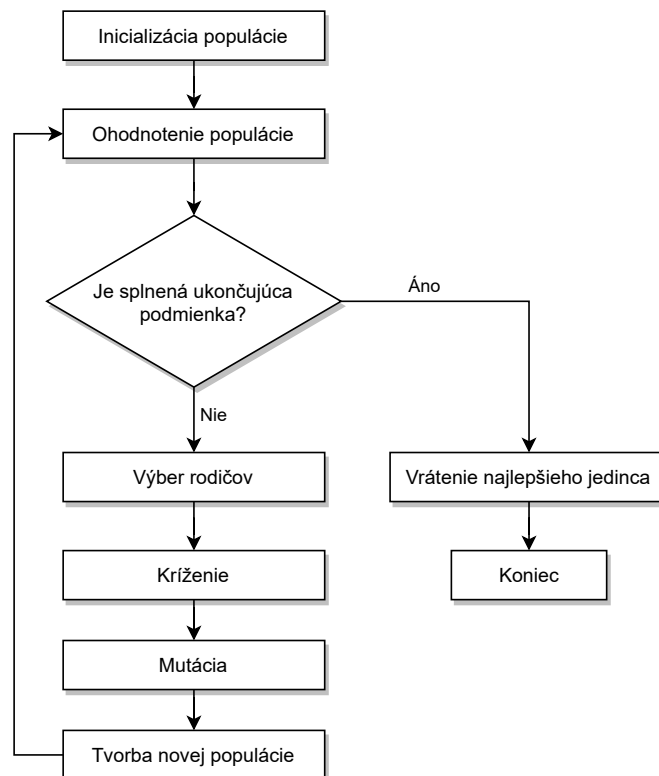 Inicializácia populácie
Ohodnotenie populácie
Je splnená ukončujúca
podmienka?
Áno
Nie
Výber rodičov
Vrátenie najlepšieho jedinca
Kríženie
Koniec
Mutácia
Tvorba novej populácie